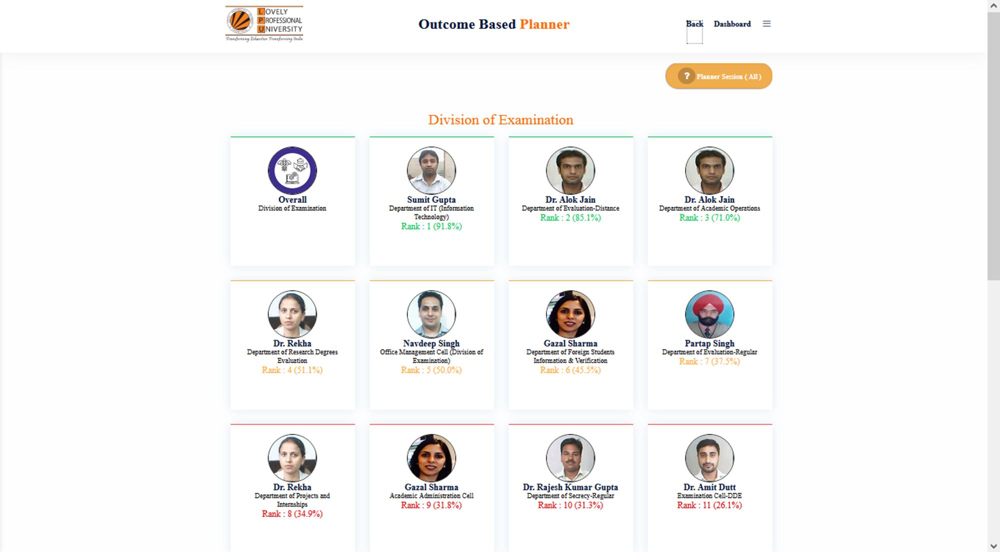 LOVELY
PROFESSIONAL
UNIVERSITY
Transforming Education Transforming India
Outcome Based Planner
Back
Dashboard
? Planner Session ( All )
Division of Examination
Overall
Division of Examination
Sumit Gupta
Department of IT (Information
Technology)
Rank : 1 (91.8%)
Dr. Alok Jain
Department of Evaluation-Distance
Rank : 2 (85.1%)
Dr. Alok Jain
Department of Academic Operations
Rank : 3 (71.0%)
Dr. Rekha
Department of Research Degrees
Evaluation
Rank : 4 (51.1%)
Navdeep Singh
Office Management Cell (Division of
Examination)
Rank : 5 (50.0%)
Gazal Sharma
Department of Foreign Students
Information & Verification
Rank : 6 (45.5%)
Partap Singh
Department of Evaluation-Regular
Rank : 7 (37.5%)
Dr. Rekha
Department of Projects and
Internships
Rank : 8 (34.9%)
Gazal Sharma
Academic Administration Cell
Rank : 9 (31.8%)
Dr. Rajesh Kumar Gupta
Department of Secrecy-Regular
Rank : 10 (31.3%)
Dr. Amit Dutt
Examination Cell-DDE
Rank : 11 (26.1%)